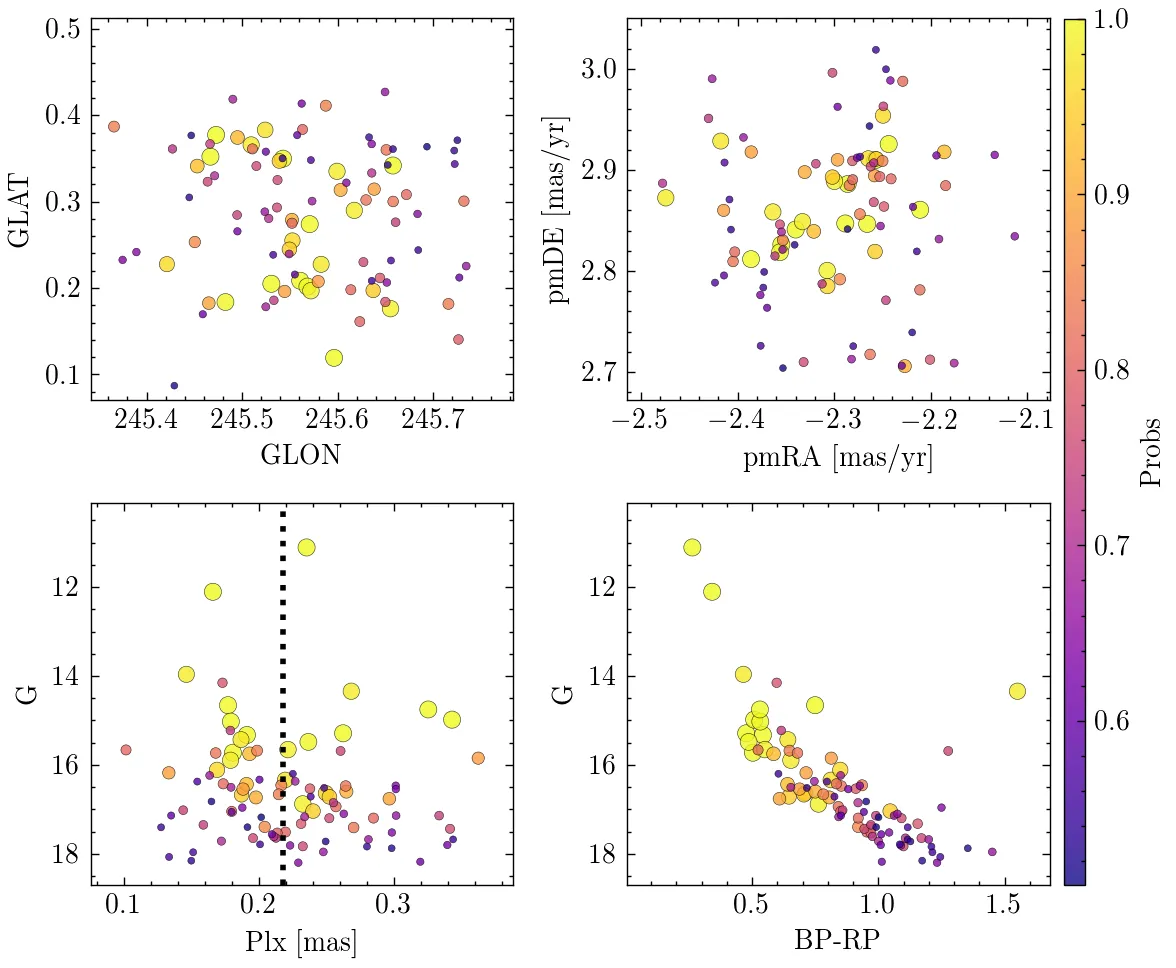 0.5
0.4
0.3
0.2
0.1
GLAT
245.4 245.5 245.6 245.7
GLON
3.0
2.9
2.8
2.7
pmDE [mas/yr]
−2.5 −2.4 −2.3 −2.2 −2.1
pmRA [mas/yr]
1.0
0.9
0.8
0.7
0.6
Probs
12
14
16
18
G
0.1 0.2 0.3
Plx [mas]
12
14
16
18
G
0.5 1.0 1.5
BP-RP